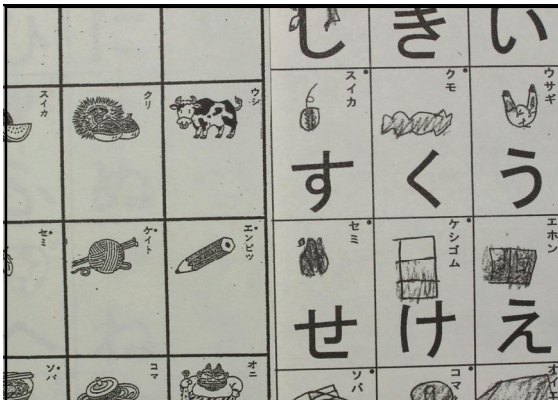 い
ウサギ
う
エホン
え
き
クモ
く
ケシゴム
け
コマ
し
スイカ
す
セミ
せ
ソバ
ウシ
エンピツ
オニ
クリ
ケイト
コマ
スイカ
セミ
ソバ